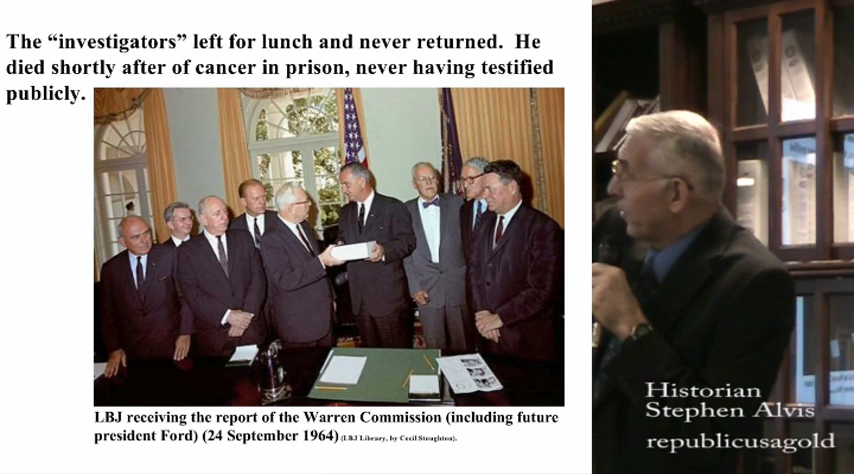 The “investigators” left for lunch and never returned.  He
died shortly after of cancer in prison, never having testified
publicly.
LBJ receiving the report of the Warren Commission (including future
president Ford) (24 September 1964) (LBJ Library, by Cecil Stoughton).
Historian
Stephen Alvis
republicusagold